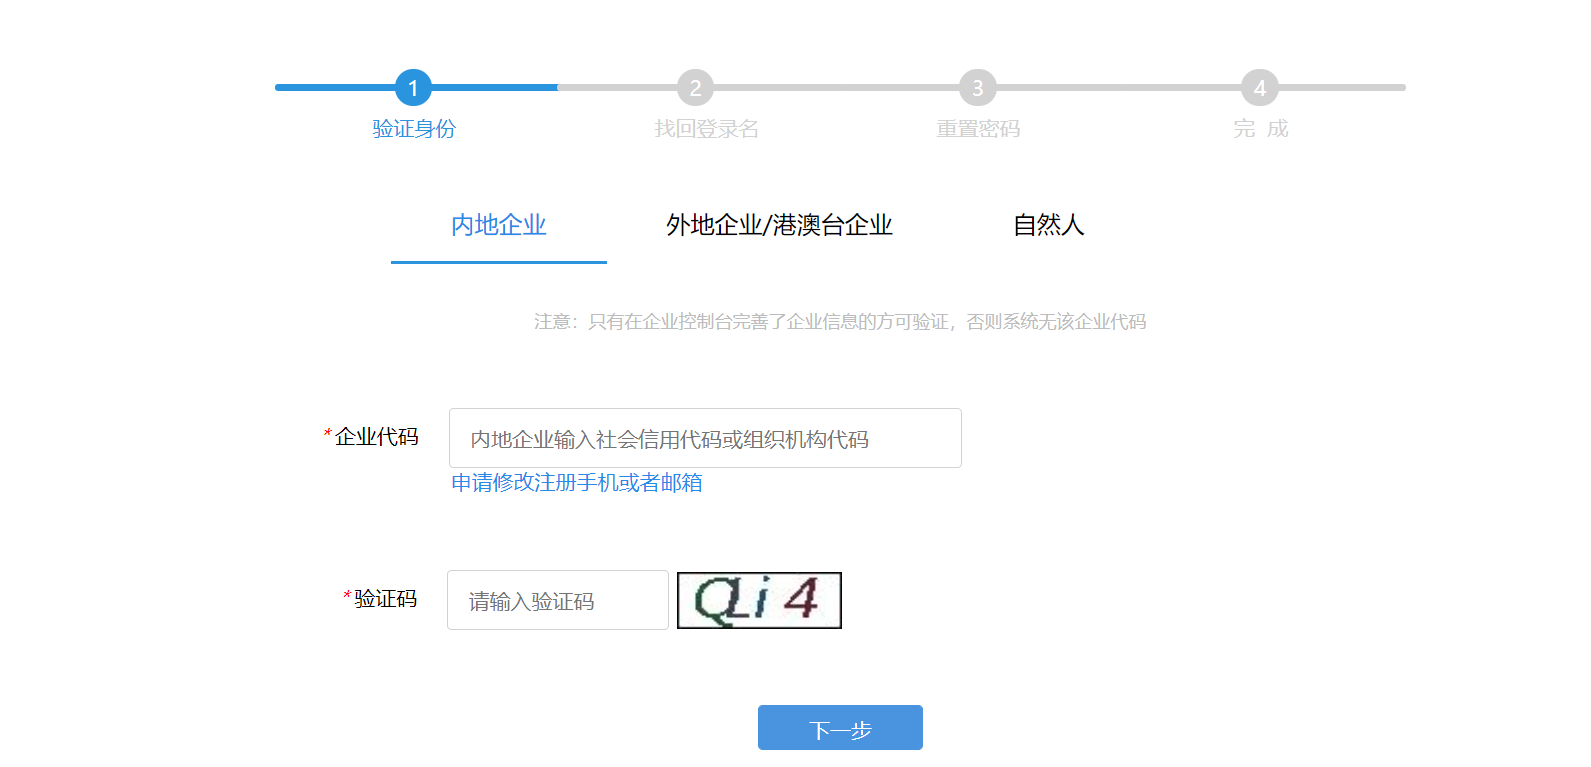 1 2 3 4
验证身份 找回登录名 重置密码 完 成
内地企业 外地企业/港澳台企业 自然人
注意：只有在企业控制台完善了企业信息的方可验证，否则系统无该企业代码
*企业代码 内地企业输入社会信用代码或组织机构代码
申请修改注册手机或者邮箱
*验证码 请输入验证码 QLi4
下一步